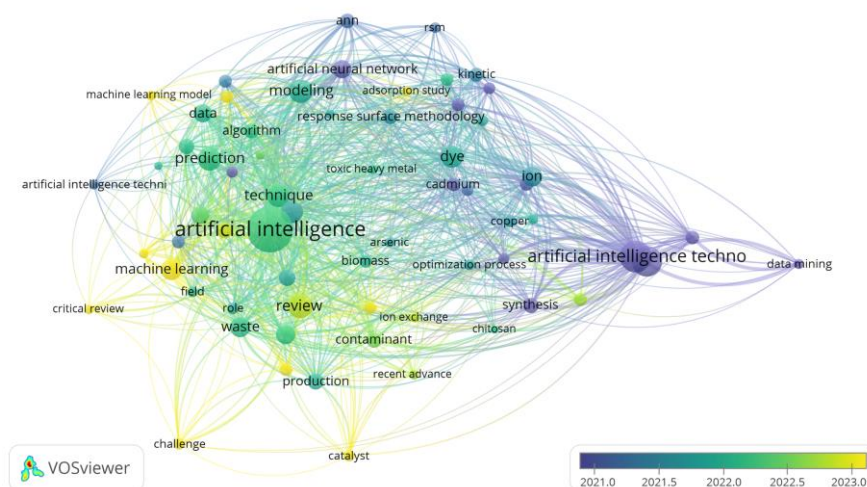 ann
rsm
artificial neural network
kinetic
machine learning model
modeling
adsorption study
data
response surface methodology
algorithm
prediction
dye
toxic heavy metal
ion
artificial intelligence techni
cadmium
technique
copper
artificial intelligence
arsenic
artificial intelligence techno
biomass
optimization process
data mining
machine learning
field
critical review
role
review
synthesis
ion exchange
waste
chitosan
contaminant
production
recent advance
challenge
catalyst
VOSviewer
2021.0 2021.5 2022.0 2022.5 2023.0